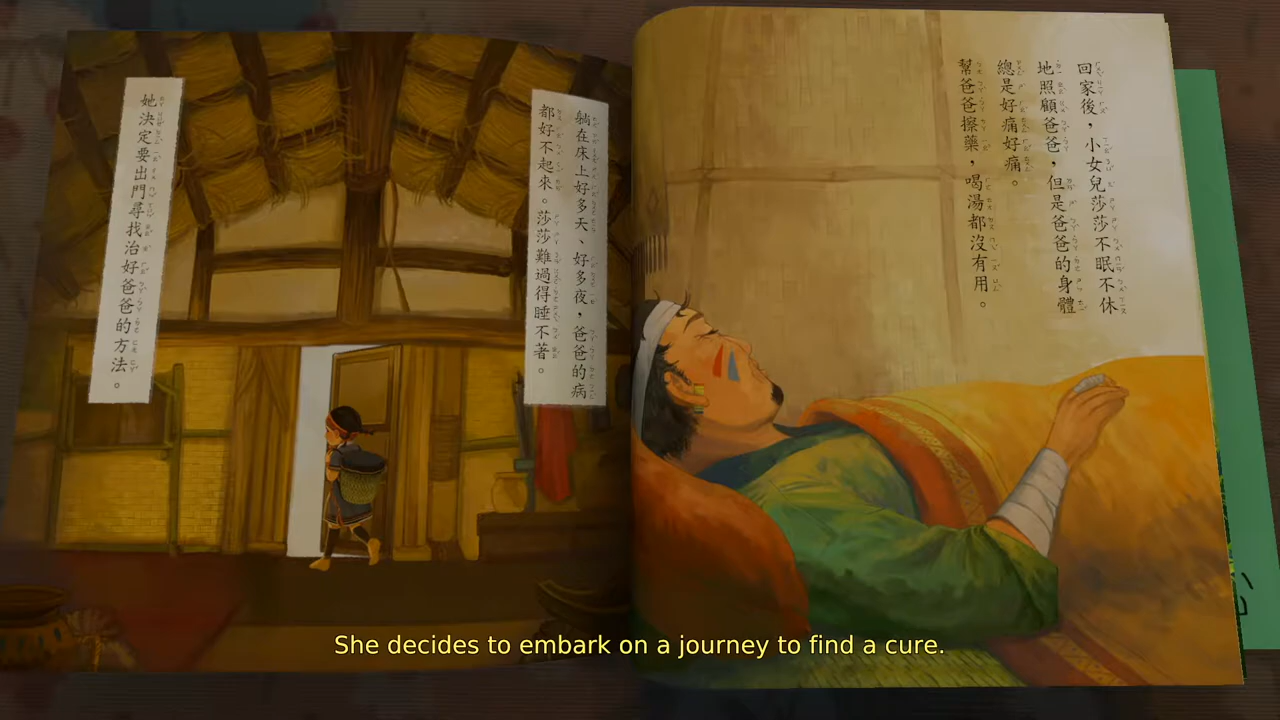 回家後，小女兒莎莎不眠不休
地照顧爸爸，但是爸爸的身體
總是好痛好痛。
幫爸爸擦藥，喝湯都沒有用。
躺在床上好多天、好多夜，爸爸的病
都好不起來。莎莎難過得睡不著。
她決定要出門尋找治好爸爸的方法。
She decides to embark on a journey to find a cure.